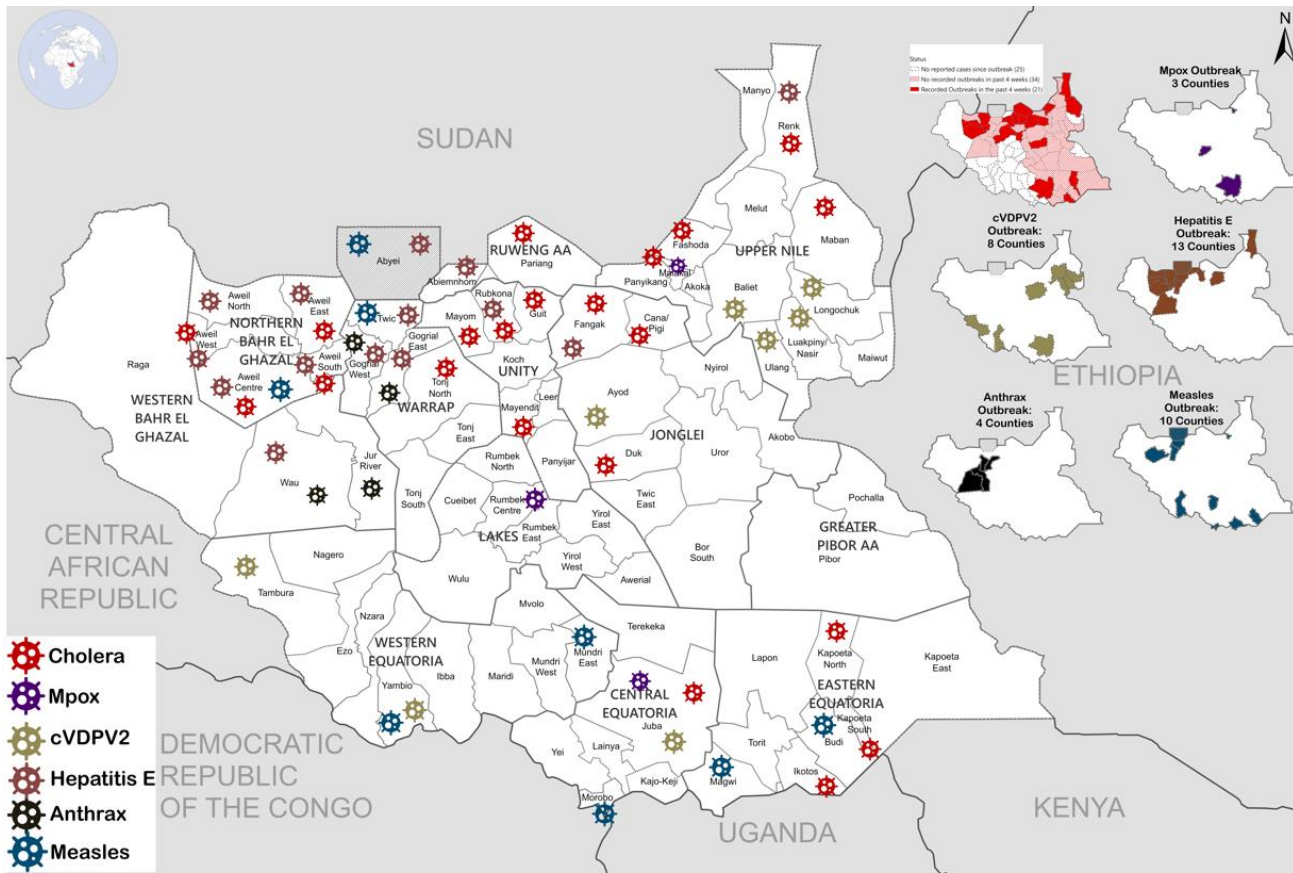 N
Status
No reported cases since outbreak (25)
No recorded outbreaks in past 4 weeks (34)
Recorded Outbreaks in the past 4 weeks (21)
Mpox Outbreak
3 Counties
cVDPV2
Outbreak:
8 Counties
Hepatitis E
Outbreak:
13 Counties
Anthrax
Outbreak:
4 Counties
Measles
Outbreak:
10 Counties
SUDAN
ETHIOPIA
CENTRAL
AFRICAN
REPUBLIC
DEMOCRATIC
REPUBLIC
OF THE CONGO
UGANDA
KENYA
Manyo
Renk
Melut
Maban
Fashoda
UPPER NILE
Malakal
Panyikang
Akoka
Baliet
Longochuk
Luakpiny/
Nasir
Ulang
Maiwut
RUWENG AA
Pariang
Abyei
Abiemnhom
Rubkona
Mayom
Guit
Koch
UNITY
Leer
Mayendit
Panyijar
Fangak
Cana/
Pigi
Nyirol
Ayod
JONGLEI
Akobo
Uror
Duk
Twic
East
Bor
South
Pochalla
GREATER
PIBOR AA
Pibor
Aweil
North
Aweil
East
NORTHERN
BAHR EL
GHAZAL
Aweil
West
Aweil
South
Aweil
Centre
Raga
WESTERN
BAHR EL
GHAZAL
Wau
Jur
River
Twic
Gogrial
East
Gogrial
West
WARRAP
Tonj
North
Tonj
East
Tonj
South
Rumbek
North
Cueibet
Rumbek
Centre
Rumbek
East
LAKES
Yirol
East
Yirol
West
Awerial
Wulu
Nagero
Tambura
Nzara
Ezo
WESTERN
EQUATORIA
Yambio
Ibba
Maridi
Mvolo
Mundri
West
Mundri
East
Terekeka
CENTRAL
EQUATORIA
Juba
Yei
Lainya
Kajo-Keji
Morobo
Lapon
Kapoeta
North
Kapoeta
East
EASTERN
EQUATORIA
Kapoeta
South
Budi
Torit
Magwi
Ikotos
Cholera
Mpox
cVDPV2
Hepatitis E
Anthrax
Measles